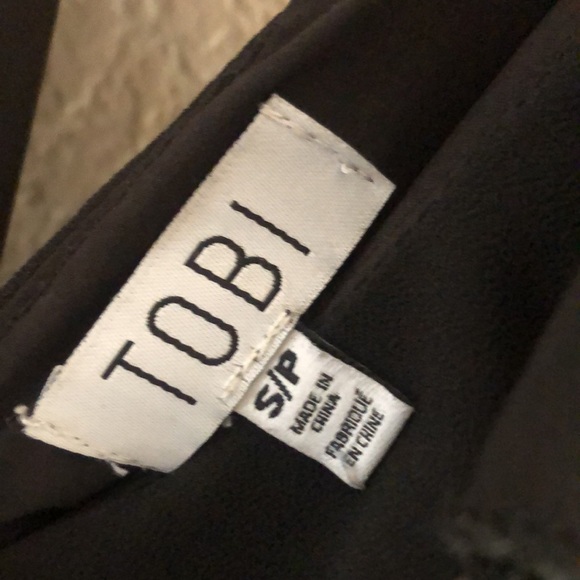 TOBI
S/P
MADE IN
CHINA
FABRIQUÉ
EN CHINE